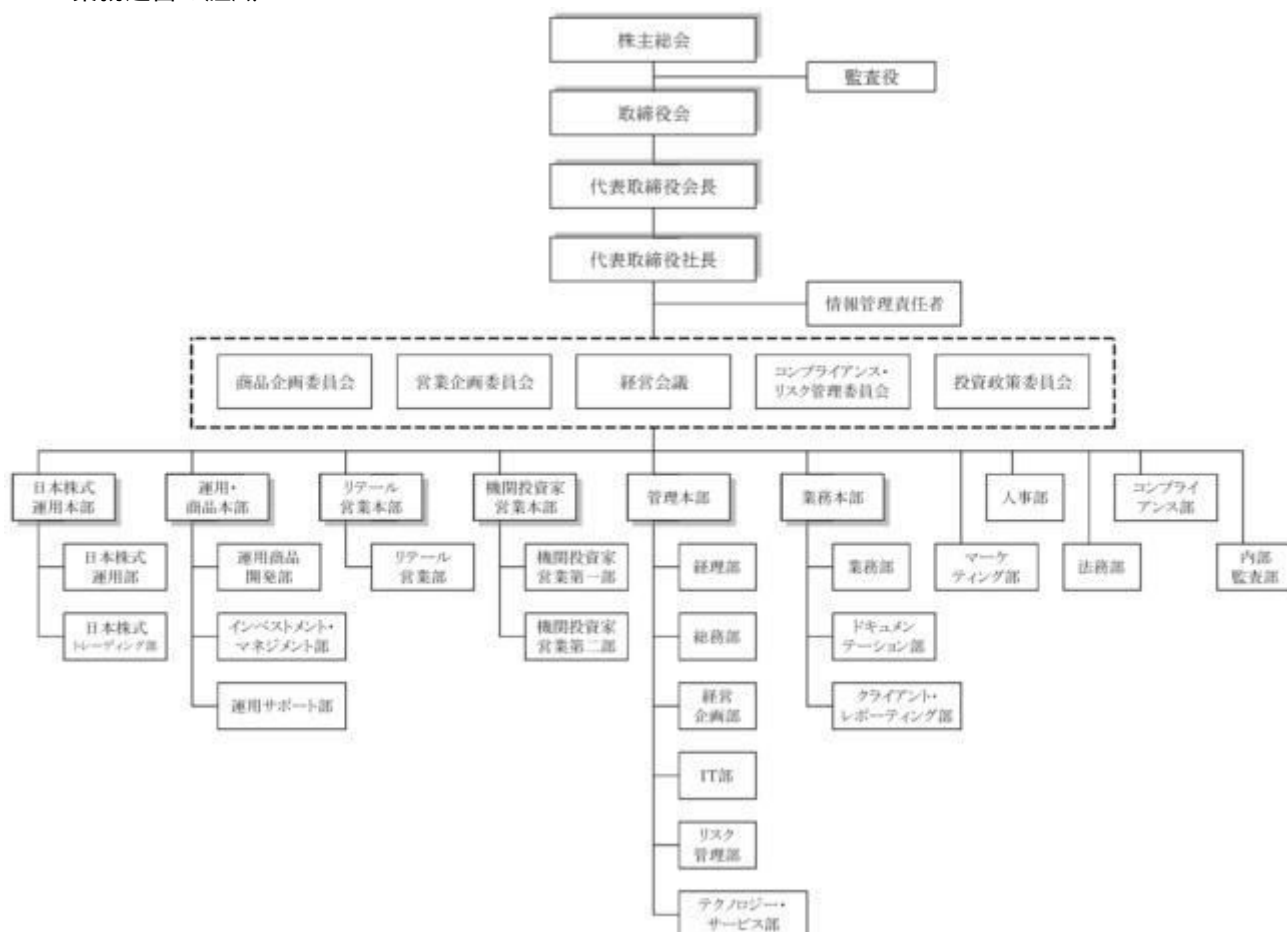 株主総会
監査役
取締役会
代表取締役会長
代表取締役社長
情報管理責任者
商品企画委員会
営業企画委員会
経営会議
コンプライアンス・
リスク管理委員会
投資政策委員会
日本株式
運用本部
運用・
商品本部
リテール
営業本部
機関投資家
営業本部
管理本部
業務本部
人事部
コンプライ
アンス部
日本株式
運用部
運用商品
開発部
リテール
営業部
機関投資家
営業第一部
経理部
業務部
マーケ
ティング部
法務部
内部
監査部
日本株式
トレーディング部
インベストメント・
マネジメント部
機関投資家
営業第二部
総務部
ドキュメン
テーション部
運用サポート部
経営
企画部
クライアント・
レポーティング部
IT部
リスク
管理部
テクノロジー・
サービス部